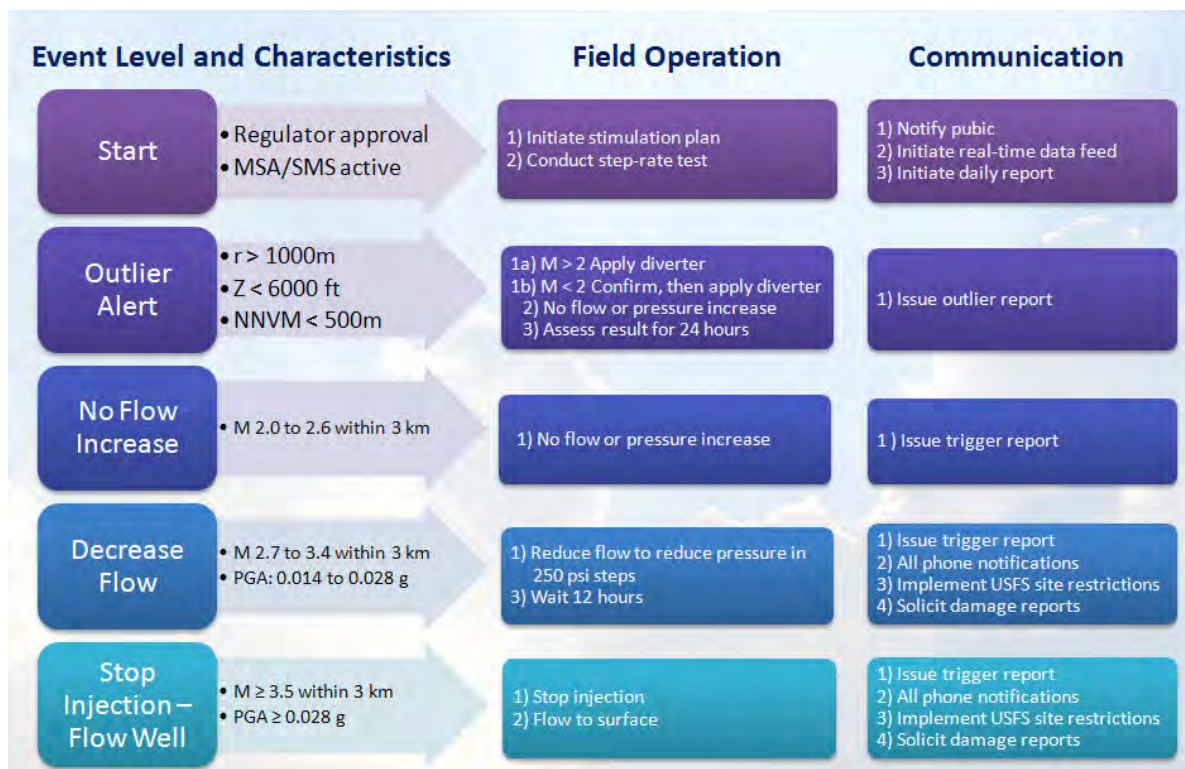 Event Level and Characteristics
Field Operation
Communication
Start
• Regulator approval
• MSA/SMS active
1) Initiate stimulation plan
2) Conduct step-rate test
1) Notify pubic
2) Initiate real-time data feed
3) Initiate daily report
Outlier
Alert
• r > 1000m
• Z < 6000 ft
• NNVM < 500m
1a) M > 2 Apply diverter
1b) M < 2 Confirm, then apply diverter
2) No flow or pressure increase
3) Assess result for 24 hours
1) Issue outlier report
No Flow
Increase
• M 2.0 to 2.6 within 3 km
1) No flow or pressure increase
1 ) Issue trigger report
Decrease
Flow
• M 2.7 to 3.4 within 3 km
• PGA: 0.014 to 0.028 g
1) Reduce flow to reduce pressure in
250 psi steps
3) Wait 12 hours
1) Issue trigger report
2) All phone notifications
3) Implement USFS site restrictions
4) Solicit damage reports
Stop
Injection –
Flow Well
• M ≥ 3.5 within 3 km
• PGA ≥ 0.028 g
1) Stop injection
2) Flow to surface
1) Issue trigger report
2) All phone notifications
3) Implement USFS site restrictions
4) Solicit damage reports